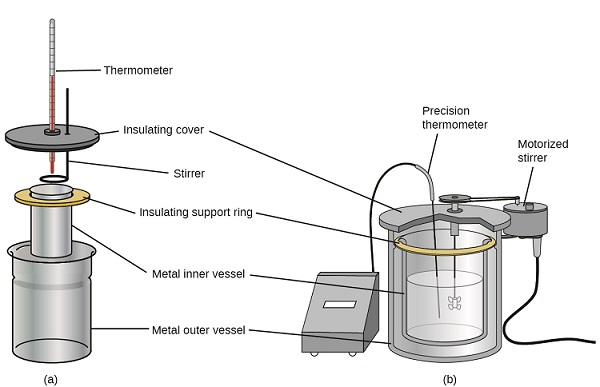 Thermometer
Insulating cover
Stirrer
Insulating support ring
Metal inner vessel
Metal outer vessel
(a)
Precision
thermometer
Motorized
stirrer
(b)